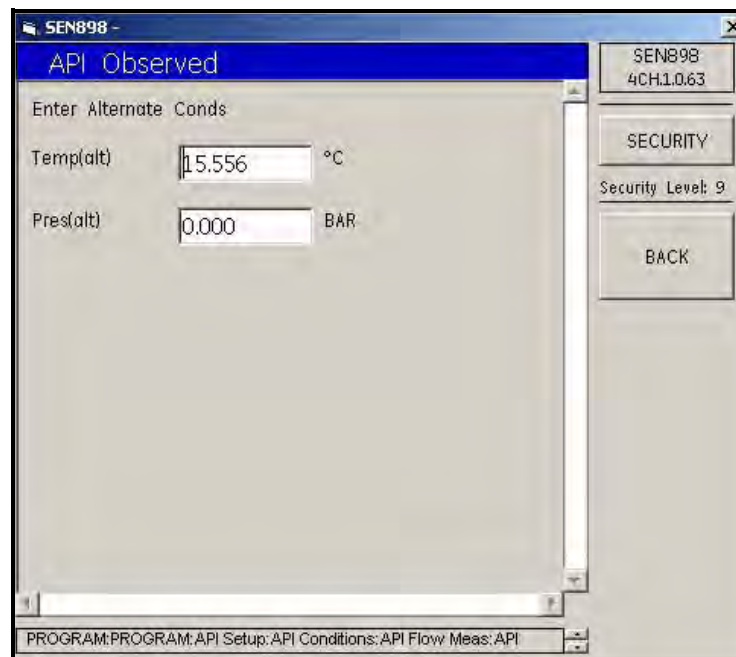 SEN898 -
API Observed
Enter Alternate Conds
Temp(alt) 15.556 °C
Pres(alt) 0.000 BAR
SEN898
4CH.1.0.63
SECURITY
Security Level: 9
BACK
PROGRAM:PROGRAM:API Setup:API Conditions:API Flow Meas:API